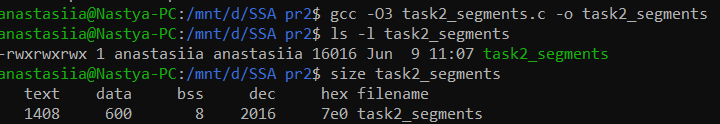 anastasiia@Nastya-PC:/mnt/d/SSA pr2$ gcc -O3 task2_segments.c -o task2_segments
anastasiia@Nastya-PC:/mnt/d/SSA pr2$ ls -l task2_segments
-rwxrwxrwx 1 anastasiia anastasiia 16016 Jun  9 11:07 task2_segments
anastasiia@Nastya-PC:/mnt/d/SSA pr2$ size task2_segments
   text    data     bss     dec     hex filename
   1408     600       8    2016     7e0 task2_segments